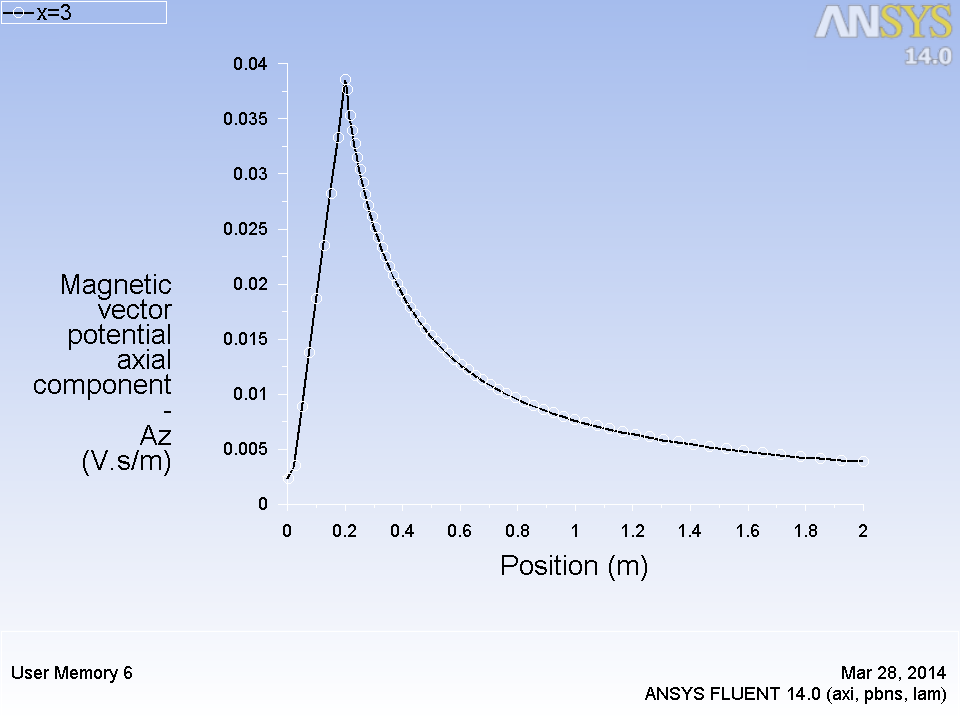 x=3
ANSYS
14.0
0.04
0.035
0.03
0.025
0.02
0.015
0.01
0.005
0
Magnetic
vector
potential
axial
component
-
Az
(V.s/m)
0 0.2 0.4 0.6 0.8 1 1.2 1.4 1.6 1.8 2
Position (m)
User Memory 6
Mar 28, 2014
ANSYS FLUENT 14.0 (axi, pbns, lam)